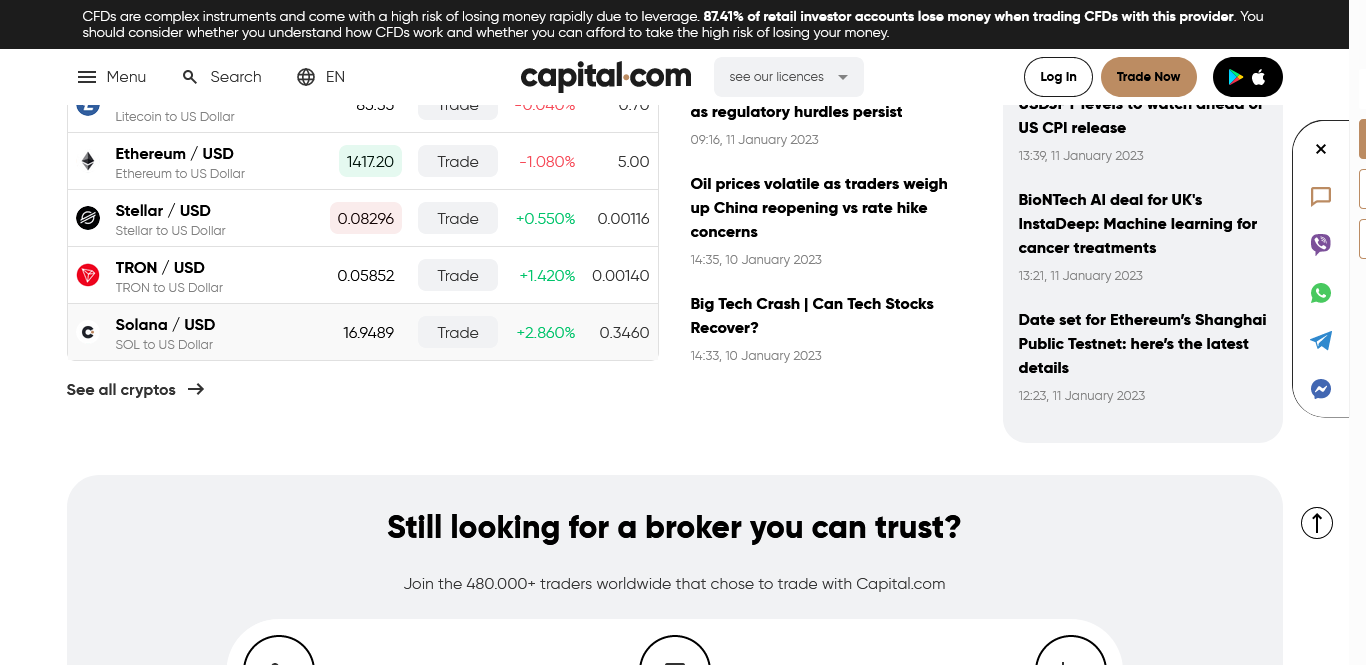 CFDs are complex instruments and come with a high risk of losing money rapidly due to leverage. 87.41% of retail investor accounts lose money when trading CFDs with this provider. You
should consider whether you understand how CFDs work and whether you can afford to take the high risk of losing your money.
Menu
Search
EN
capital.com
see our licences
Log In
Trade Now
Litecoin to US Dollar
Trade
-0.040%
0.70
Ethereum / USD
Ethereum to US Dollar
1417.20
Trade
-1.080%
5.00
Stellar / USD
Stellar to US Dollar
0.08296
Trade
+0.550%
0.00116
TRON / USD
TRON to US Dollar
0.05852
Trade
+1.420%
0.00140
Solana / USD
SOL to US Dollar
16.9489
Trade
+2.860%
0.3460
See all cryptos
as regulatory hurdles persist
09:16, 11 January 2023
Oil prices volatile as traders weigh
up China reopening vs rate hike
concerns
14:35, 10 January 2023
Big Tech Crash | Can Tech Stocks
Recover?
14:33, 10 January 2023
USDJPY levels to watch ahead of
US CPI release
13:39, 11 January 2023
BioNTech AI deal for UK's
InstaDeep: Machine learning for
cancer treatments
13:21, 11 January 2023
Date set for Ethereum’s Shanghai
Public Testnet: here’s the latest
details
12:23, 11 January 2023
Still looking for a broker you can trust?
Join the 480.000+ traders worldwide that chose to trade with Capital.com